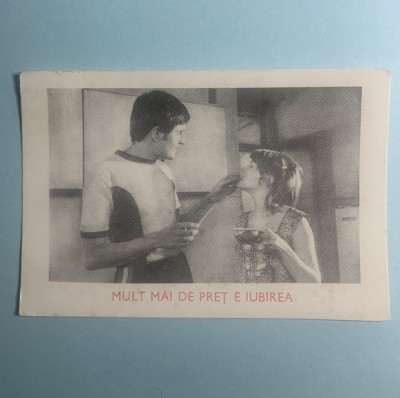 MULT MAI DE PREȚ E IUBIREA